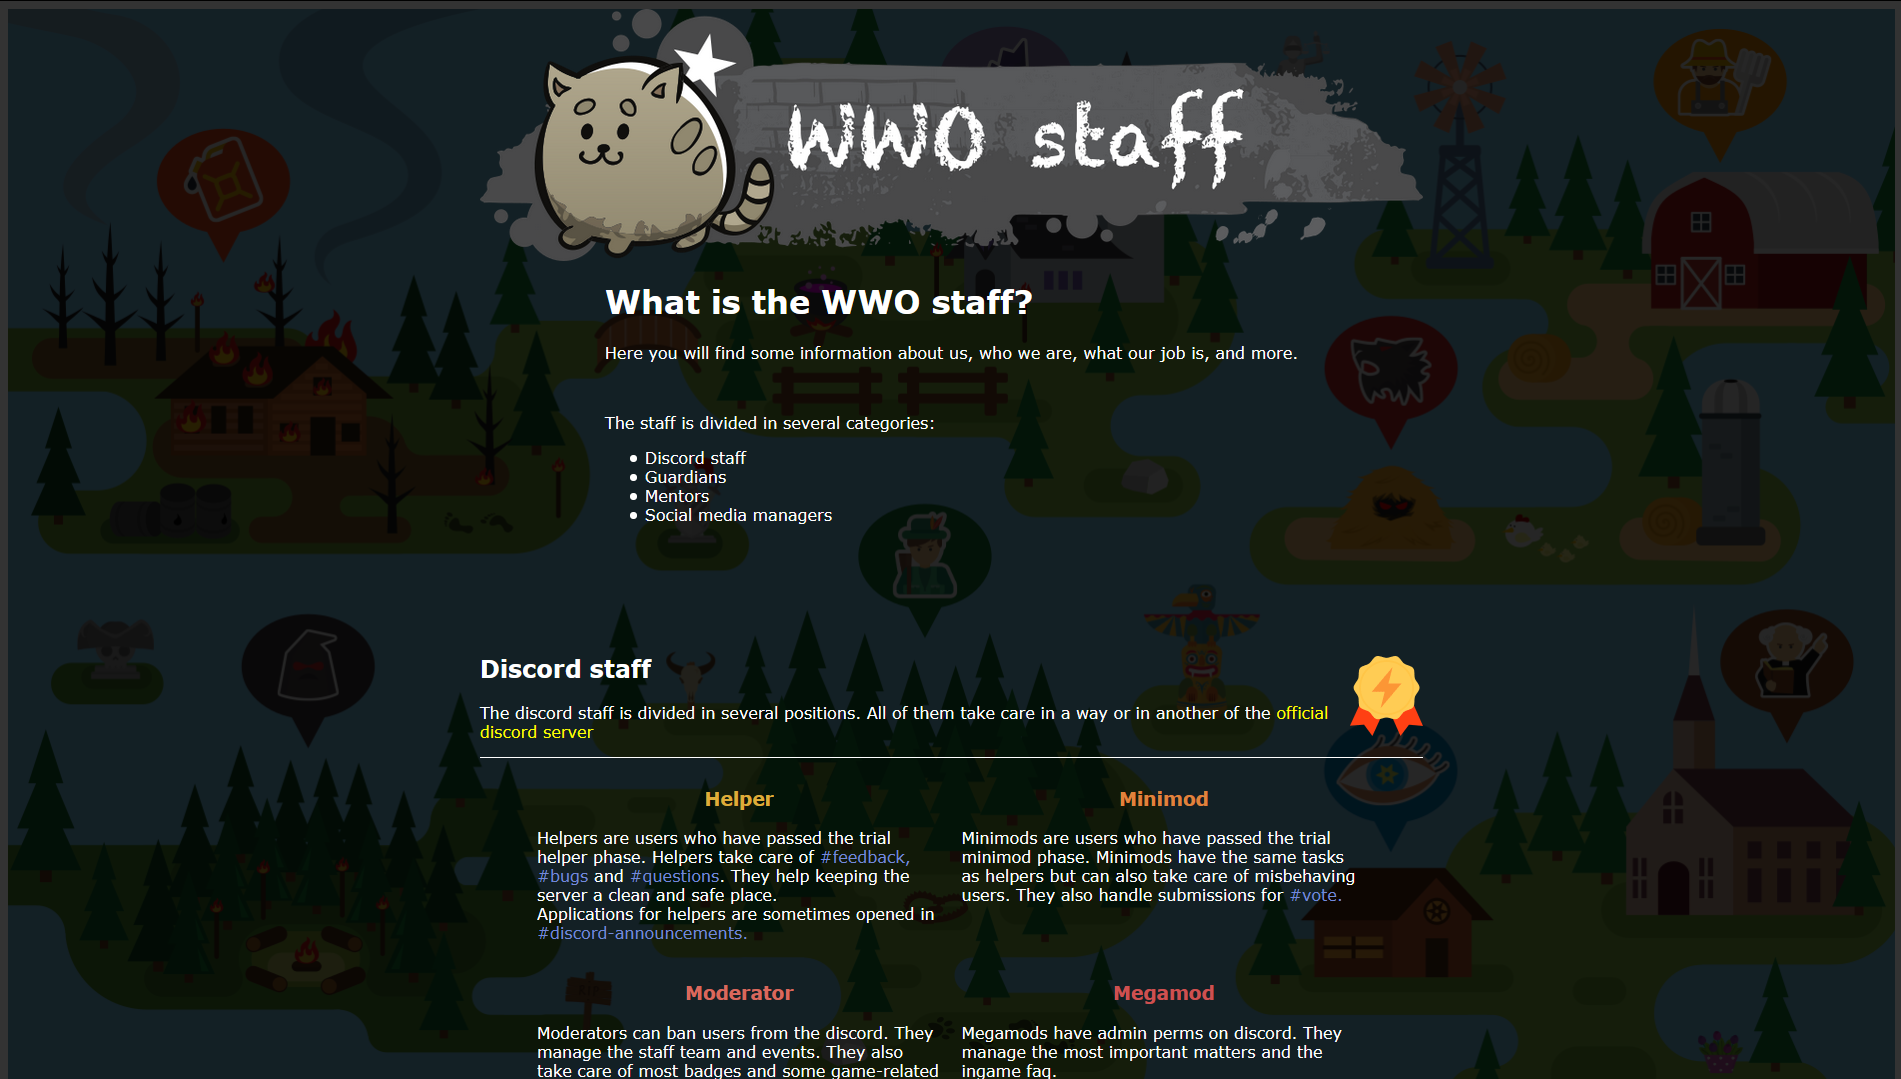 WWO staff
What is the WWO staff?
Here you will find some information about us, who we are, what our job is, and more.
The staff is divided in several categories:
Discord staff
Guardians
Mentors
Social media managers
Discord staff
The discord staff is divided in several positions. All of them take care in a way or in another of the official
discord server
Helper
Helpers are users who have passed the trial
helper phase. Helpers take care of #feedback,
#bugs and #questions. They help keeping the
server a clean and safe place.
Applications for helpers are sometimes opened in
#discord-announcements.
Minimod
Minimods are users who have passed the trial
minimod phase. Minimods have the same tasks
as helpers but can also take care of misbehaving
users. They also handle submissions for #vote.
Moderator
Moderators can ban users from the discord. They
manage the staff team and events. They also
take care of most badges and some game-related
Megamod
Megamods have admin perms on discord. They
manage the most important matters and the
ingame faq.